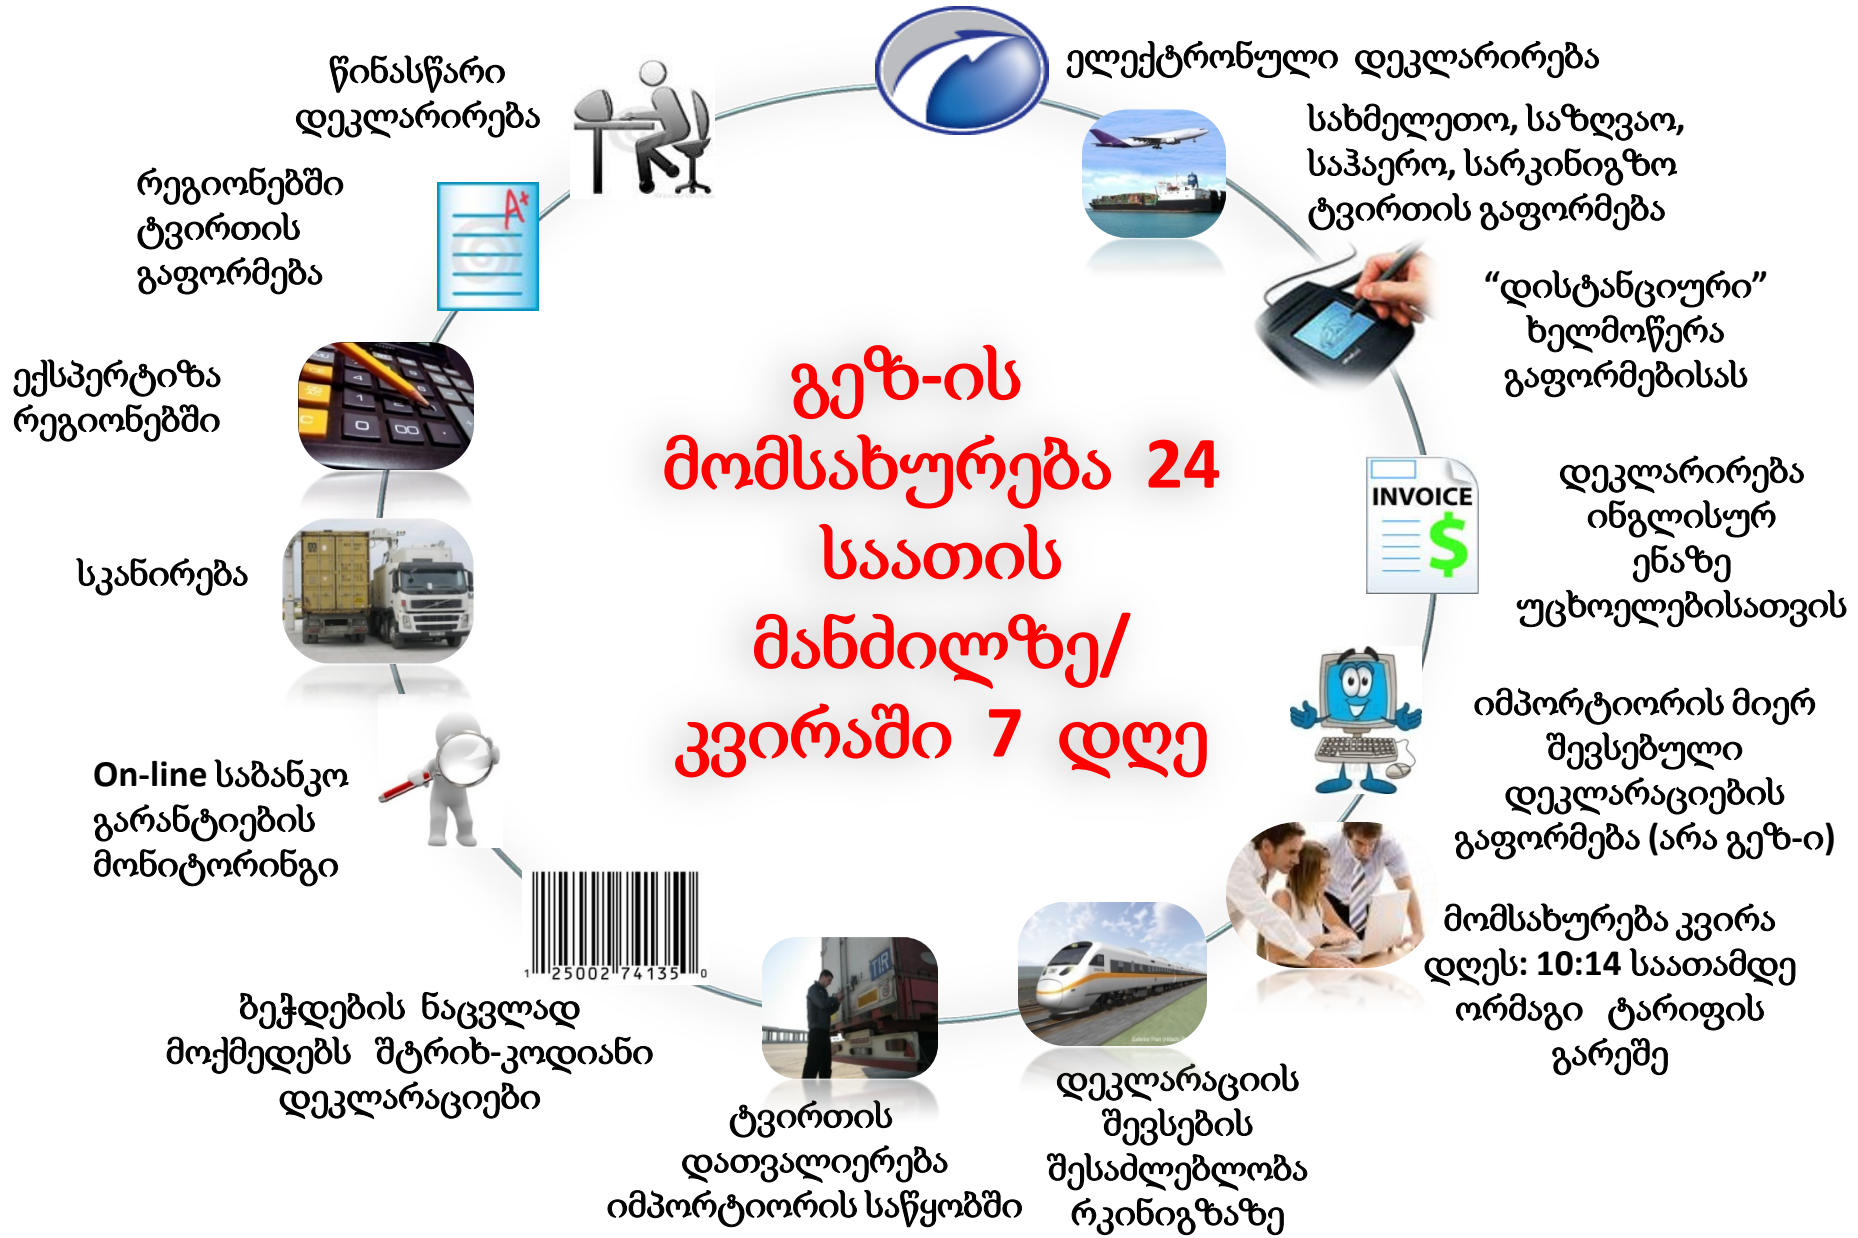 ელექტრონული დეკლარირება
სახმელეთო, საზღვაო,
საჰაერო, სარკინიგზო
ტვირთის გაფორმება
“დისტანციური”
ხელმოწერა
გაფორმებისას
INVOICE
$
დეკლარირება
ინგლისურ
ენაზე
უცხოელებისათვის
იმპორტიორის მიერ
შევსებული
დეკლარაციების
გაფორმება (არა გეზ-ი)
მომსახურება კვირა
დღეს: 10:14 საათამდე
ორმაგი ტარიფის
გარეშე
დეკლარაციის
შევსების
შესაძლებლობა
რკინიგზაზე
TIR
ტვირთის
დათვალიერება
იმპორტიორის საწყობში
1 25002 74135 0
ბეჭდების ნაცვლად
მოქმედებს შტრიხ-კოდიანი
დეკლარაციები
On-line საბანკო
გარანტიების
მონიტორინგი
სკანირება
ექსპერტიზა
რეგიონებში
რეგიონებში
ტვირთის
გაფორმება
A+
წინასწარი
დეკლარირება
გეზ-ის
მომსახურება 24
საათის
მანძილზე/
კვირაში 7 დღე